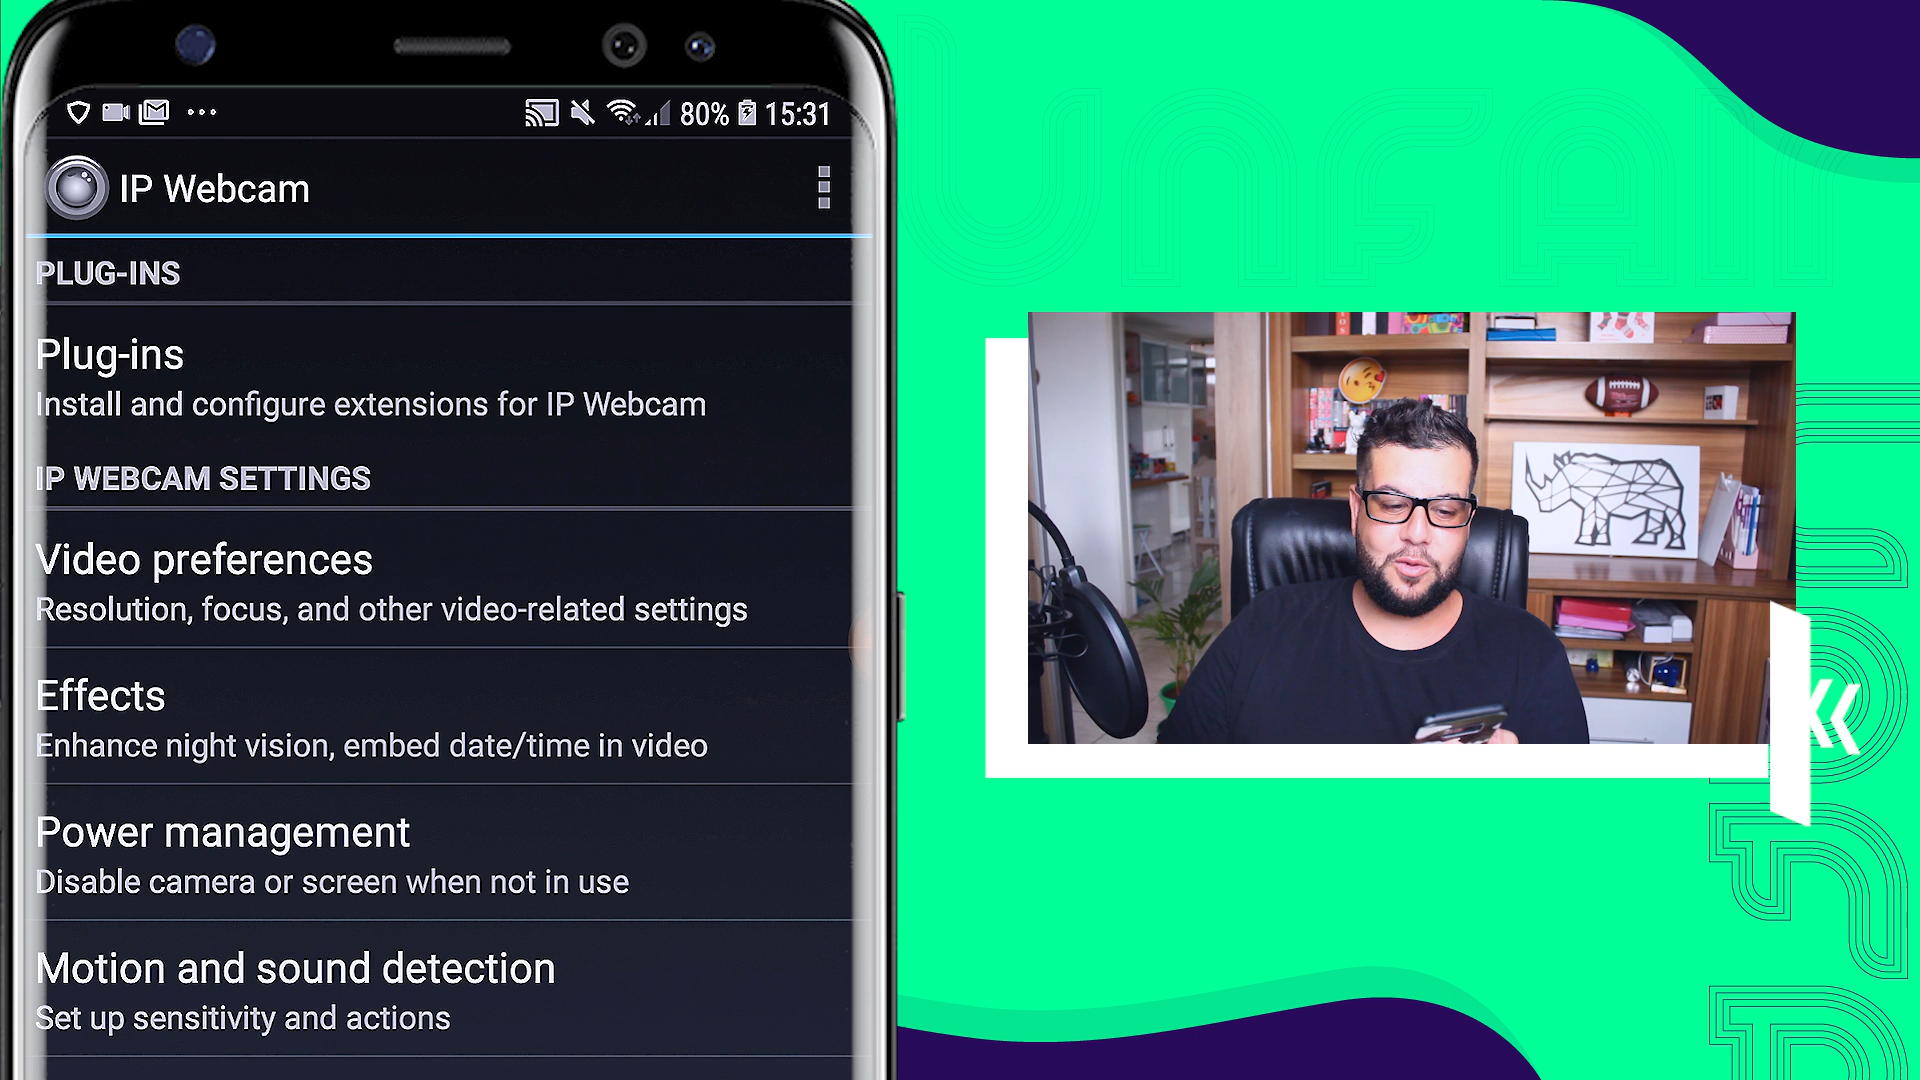 80% 15:31
IP Webcam
PLUG-INS
Plug-ins
Install and configure extensions for IP Webcam
IP WEBCAM SETTINGS
Video preferences
Resolution, focus, and other video-related settings
Effects
Enhance night vision, embed date/time in video
Power management
Disable camera or screen when not in use
Motion and sound detection
Set up sensitivity and actions
UNFAIR